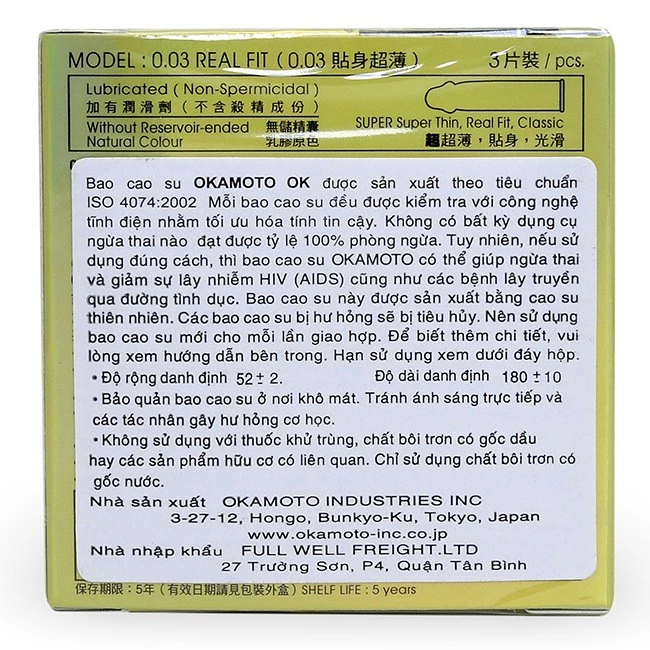 MODEL : 0.03 REAL FIT ( 0.03 貼身超薄 ) 3片裝 / pcs.
Lubricated ( Non-Spermicidal )
加有潤滑劑 ( 不含殺精成份 )
Without Reservoir-ended 無儲精囊
Natural Colour 乳膠原色
SUPER Super Thin, Real Fit, Classic
超超薄，貼身，光滑
Bao cao su OKAMOTO OK được sản xuất theo tiêu chuẩn
ISO 4074:2002 Mỗi bao cao su đều được kiểm tra với công nghệ
tĩnh điện nhằm tối ưu hóa tính tin cậy. Không có bất kỳ dụng cụ
ngừa thai nào đạt được tỷ lệ 100% phòng ngừa. Tuy nhiên, nếu sử
dụng đúng cách, thì bao cao su OKAMOTO có thể giúp ngừa thai
và giảm sự lây nhiễm HIV (AIDS) cũng như các bệnh lây truyền
qua đường tình dục. Bao cao su này được sản xuất bằng cao su
thiên nhiên. Các bao cao su bị hư hỏng sẽ bị tiêu hủy. Nên sử dụng
bao cao su mới cho mỗi lần giao hợp. Để biết thêm chi tiết, vui
lòng xem hướng dẫn bên trong. Hạn sử dụng xem dưới đáy hộp.
• Độ rộng danh định 52 ± 2. Độ dài danh định 180 ± 10
• Bảo quản bao cao su ở nơi khô mát. Tránh ánh sáng trực tiếp và
các tác nhân gây hư hỏng cơ học.
• Không sử dụng với thuốc khử trùng, chất bôi trơn có gốc dầu
hay các sản phẩm hữu cơ có liên quan. Chỉ sử dụng chất bôi trơn có
gốc nước.
Nhà sản xuất OKAMOTO INDUSTRIES INC
3-27-12, Hongo, Bunkyo-Ku, Tokyo, Japan
www.okamoto-inc.co.jp
Nhà nhập khẩu FULL WELL FREIGHT.LTD
27 Trường Sơn, P4, Quận Tân Bình
保存期限：5年 (有效日期請見包裝外盒) SHELF LIFE : 5 years